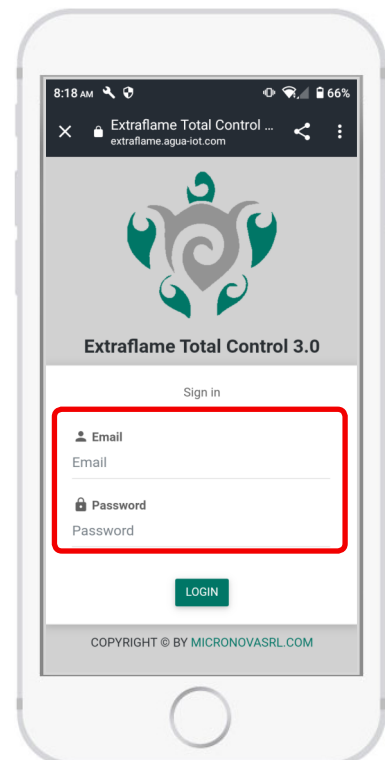 8:18 AM 66%
Extraflame Total Control ...
extraflame.agua-iot.com
Extraflame Total Control 3.0
Sign in
Email
Email
Password
Password
LOGIN
COPYRIGHT © BY MICRONOVASRL.COM